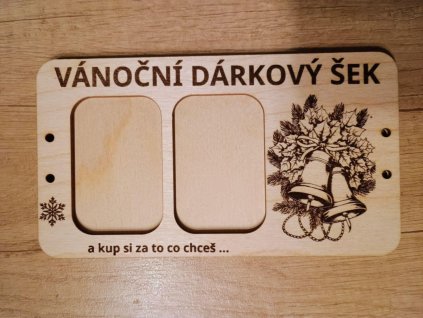 VÁNOČNÍ DÁRKOVÝ ŠEK
a kup si za to co chceš ...